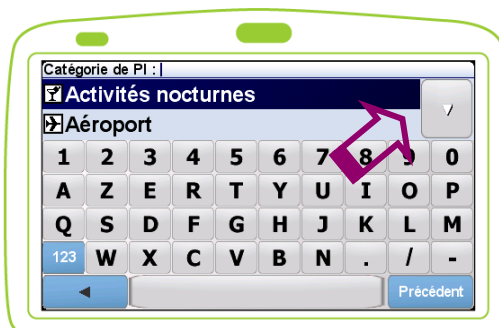 Catégorie de PI :
Activités nocturnes
Aéroport
1 2 3 4 5 6 7 8 9 0
A Z E R T Y U I O P
Q S D F G H J K L M
123 W X C V B N . / -
Précédent